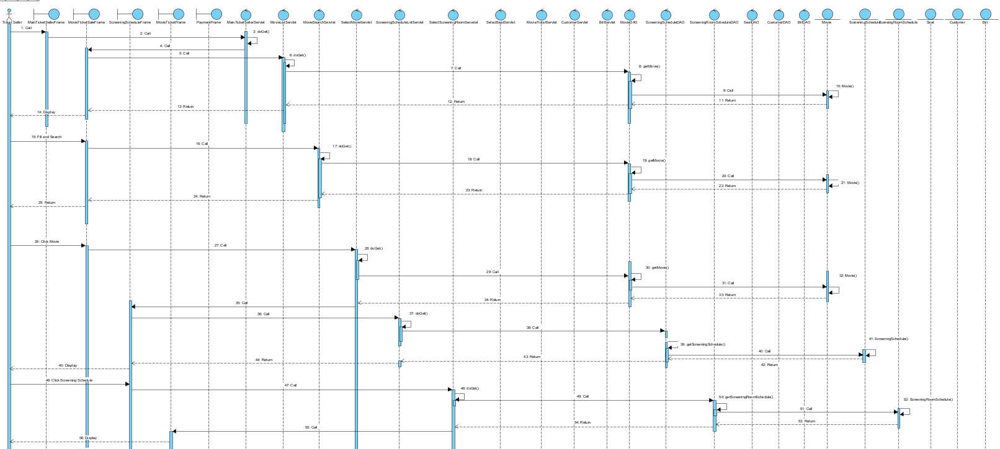 Ticket Seller
MainTicketSellerFrame
MovieTicketSaleFrame
ScreeningScheduleFrame
MovieTicketFrame
PaymentFrame
MainTicketSellerServlet
MovieListServlet
MovieSearchServlet
SelectMovieServlet
ScreeningScheduleListServlet
SelectScreeningRoomServlet
SelectSeatServlet
MovieTicketServlet
CustomerServlet
BillServlet
MovieDAO
ScreeningScheduleDAO
ScreeningRoomScheduleDAO
SeatDAO
CustomerDAO
BillDAO
Movie
ScreeningSchedule
ScreeningRoomSchedule
Seat
Customer
Bill
1: Call
2: Call
3: doGet()
4: Call
5: Call
6: doGet()
7: Call
8: getMovie()
9: Call
10: Movie()
11: Return
12: Return
13: Return
14: Display
15: Fill and Search
16: Call
17: doGet()
18: Call
19: getMovie()
20: Call
21: Movie()
22: Return
23: Return
24: Return
25: Return
26: Click Movie
27: Call
28: doGet()
29: Call
30: getMovie()
31: Call
32: Movie()
33: Return
34: Return
35: Call
36: Call
37: doGet()
38: Call
39: getScreeningSchedule()
40: Call
41: ScreeningSchedule()
42: Return
43: Return
44: Return
45: Display
46: Click Screening Schedule
47: Call
48: doGet()
49: Call
50: getScreeningRoomSchedule()
51: Call
52: ScreeningRoomSchedule()
53: Return
54: Return
55: Call
56: Display